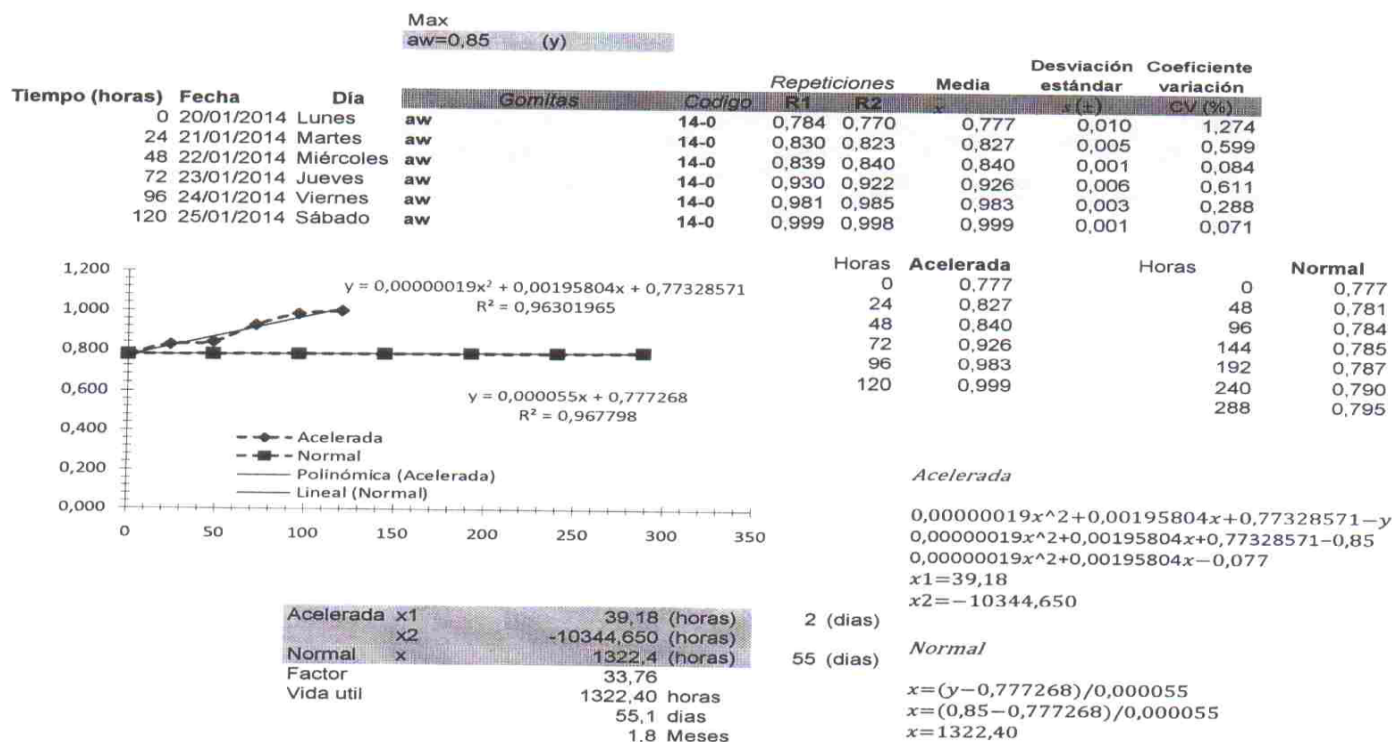 Max
aw=0,85 (y)
Repeticiones Media Desviación estándar Coeficiente variación
Tiempo (horas) Fecha Día Gomitas Codigo R1 R2 x s (±) CV (%)
0 20/01/2014 Lunes aw 14-0 0,784 0,770 0,777 0,010 1,274
24 21/01/2014 Martes aw 14-0 0,830 0,823 0,827 0,005 0,599
48 22/01/2014 Miércoles aw 14-0 0,839 0,840 0,840 0,001 0,084
72 23/01/2014 Jueves aw 14-0 0,930 0,922 0,926 0,006 0,611
96 24/01/2014 Viernes aw 14-0 0,981 0,985 0,983 0,003 0,288
120 25/01/2014 Sábado aw 14-0 0,999 0,998 0,999 0,001 0,071
1,200
1,000
0,800
0,600
0,400
0,200
0,000
y = 0,00000019x² + 0,00195804x + 0,77328571
R² = 0,96301965
y = 0,000055x + 0,777268
R² = 0,967798
Acelerada
Normal
Polinómica (Acelerada)
Lineal (Normal)
0 50 100 150 200 250 300 350
Horas Acelerada
0 0,777
24 0,827
48 0,840
72 0,926
96 0,983
120 0,999
Horas Normal
0 0,777
48 0,781
96 0,784
144 0,785
192 0,787
240 0,790
288 0,795
Acelerada
0,00000019x^2+0,00195804x+0,77328571−y
0,00000019x^2+0,00195804x+0,77328571−0,85
0,00000019x^2+0,00195804x−0,077
x1=39,18
x2=−10344,650
Normal
x=(y−0,777268)/0,000055
x=(0,85−0,777268)/0,000055
x=1322,40
Acelerada x1 39,18 (horas) 2 (dias)
x2 -10344,650 (horas)
Normal x 1322,4 (horas) 55 (dias)
Factor 33,76
Vida util 1322,40 horas
55,1 dias
1,8 Meses